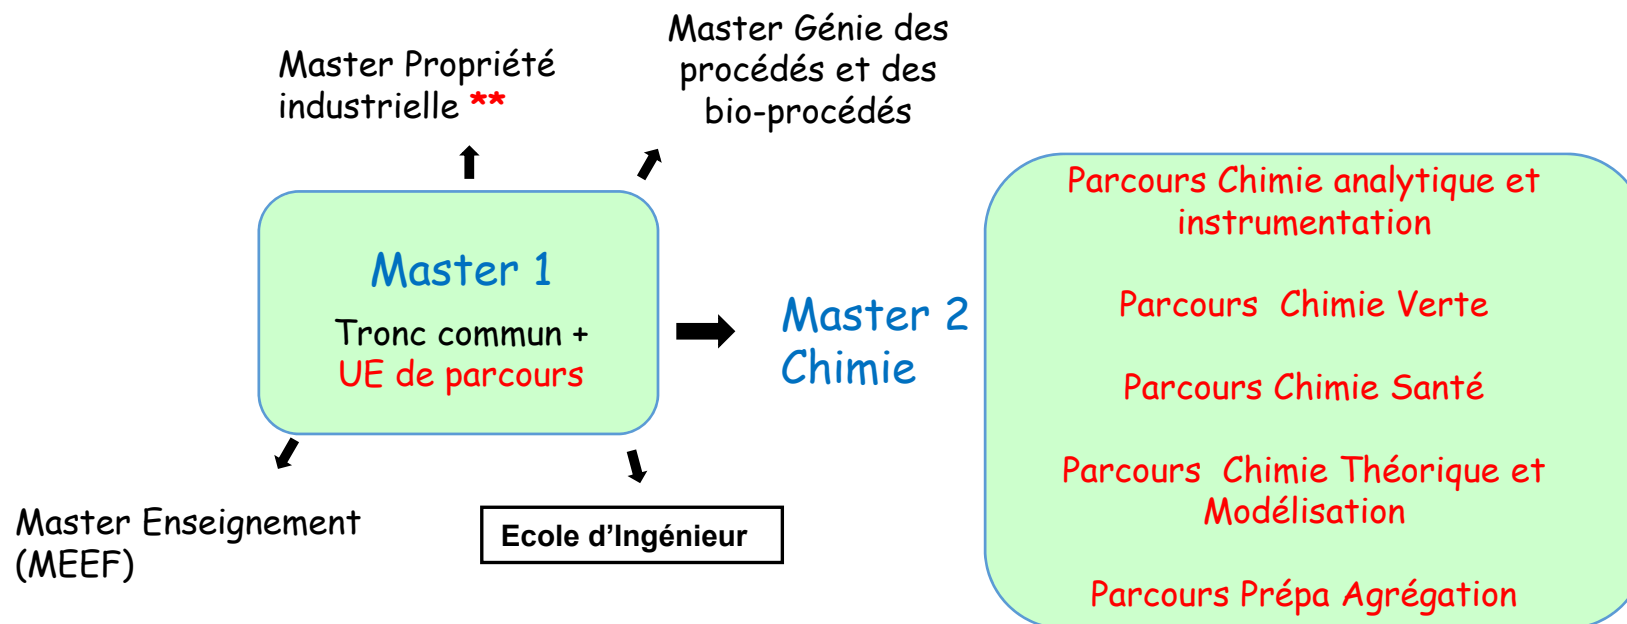 Master Propriété
industrielle **
Master Génie des
procédés et des
bio-procédés
Master 1
Tronc commun +
UE de parcours
Master 2
Chimie
Parcours Chimie analytique et
instrumentation
Parcours Chimie Verte
Parcours Chimie Santé
Parcours Chimie Théorique et
Modélisation
Parcours Prépa Agrégation
Master Enseignement
(MEEF)
Ecole d’Ingénieur